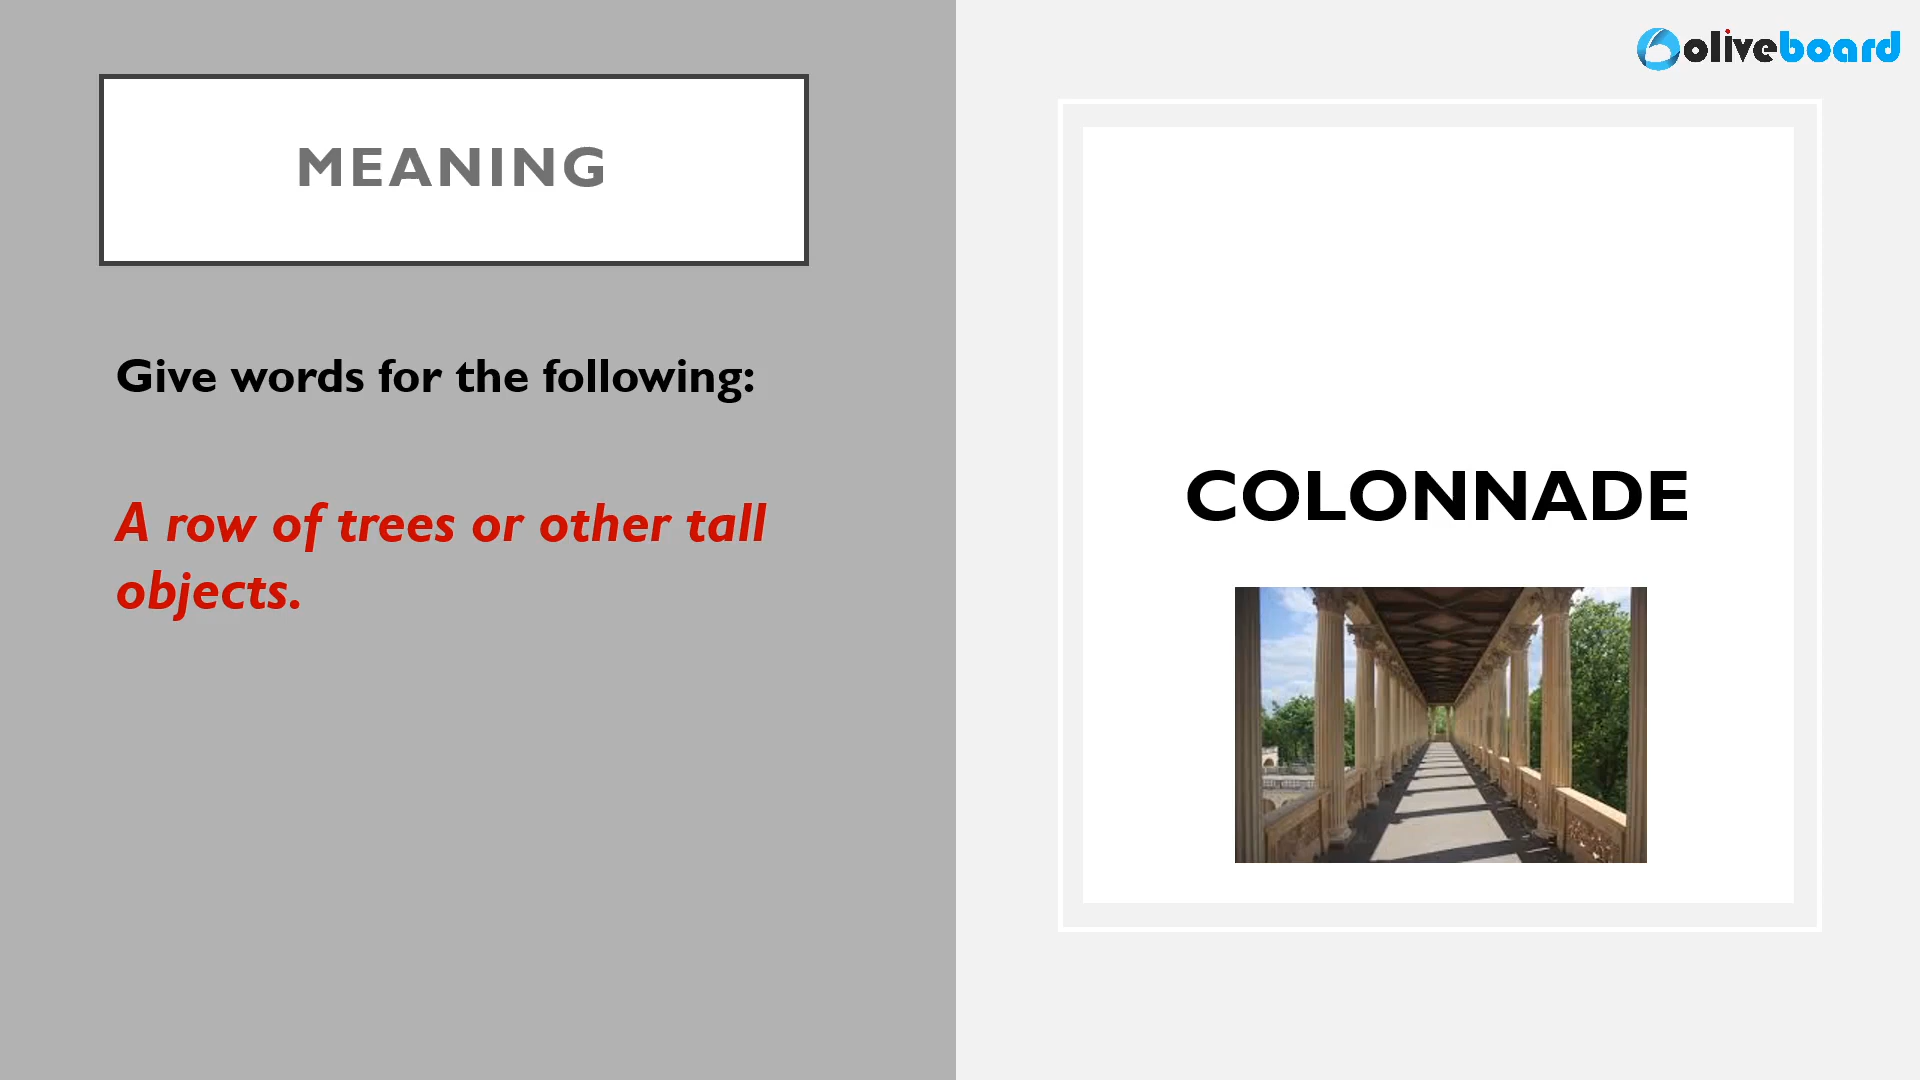 oliveboard
MEANING
Give words for the following:
A row of trees or other tall
objects.
COLONNADE